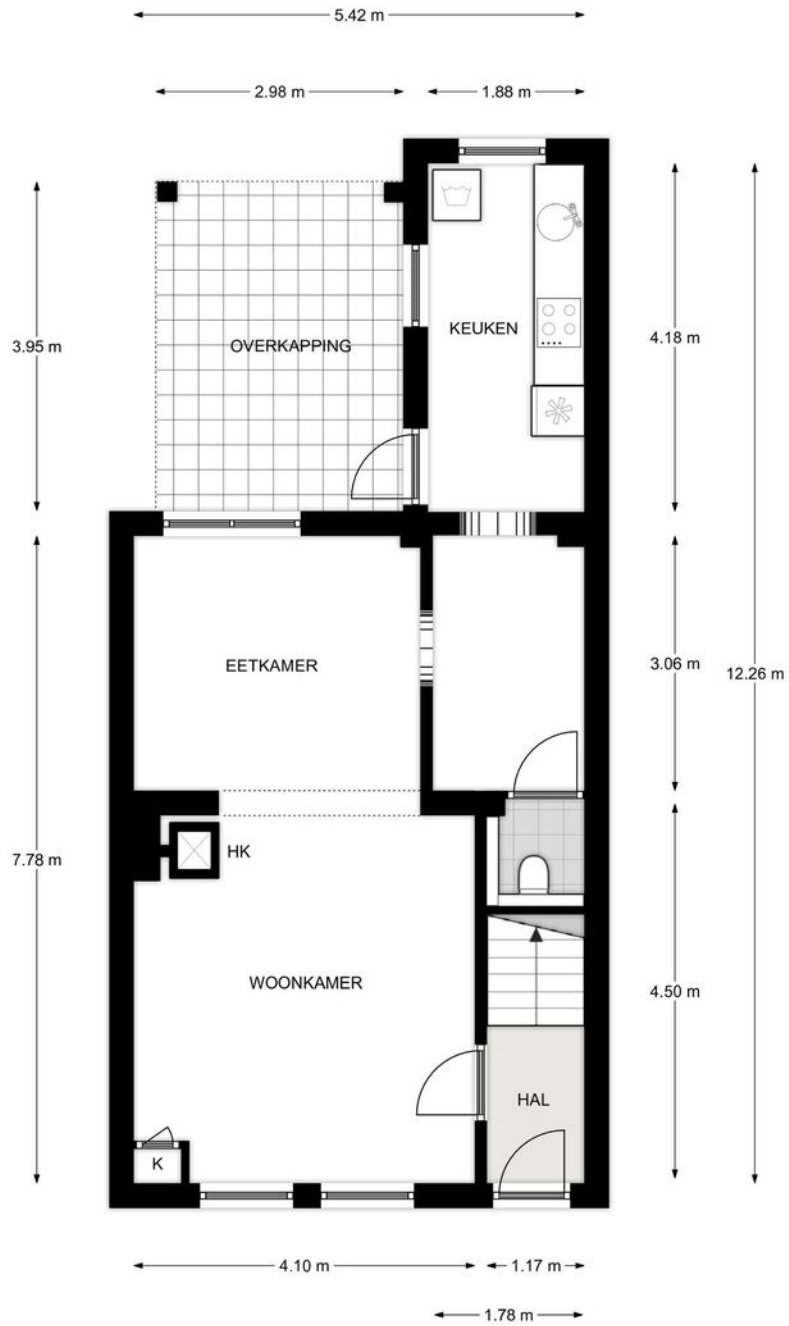 5.42 m
2.98 m
1.88 m
KEUKEN
4.18 m
3.95 m
OVERKAPPING
EETKAMER
3.06 m
12.26 m
7.78 m
HK
WOONKAMER
4.50 m
HAL
K
4.10 m
1.17 m
1.78 m